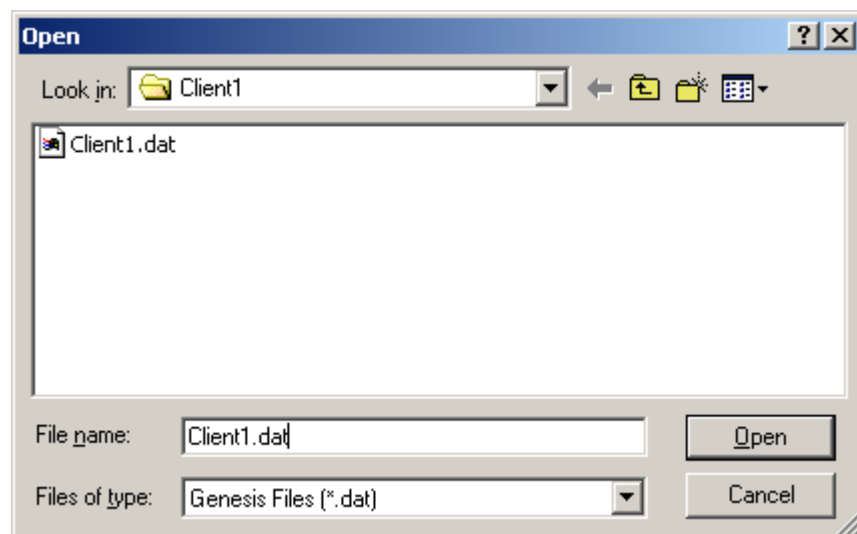 Open
Look in: Client1
Client1.dat
File name: Client1.dat Open
Files of type: Genesis Files (*.dat) Cancel